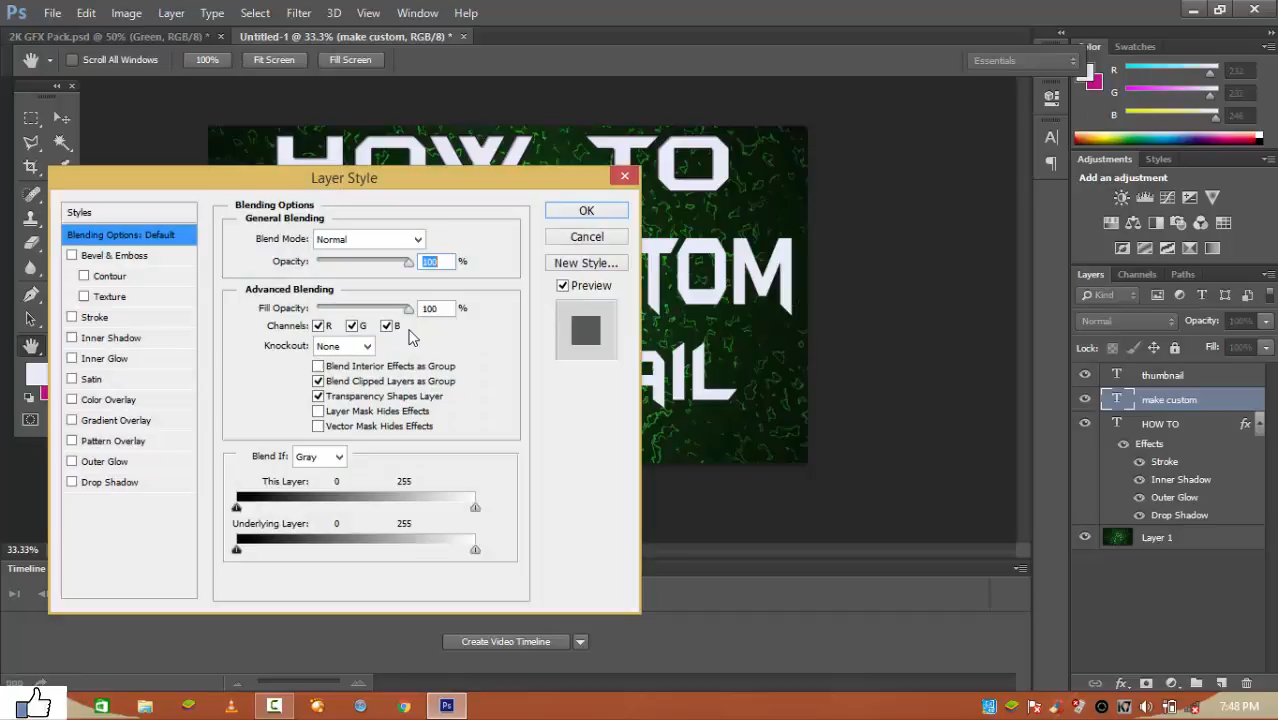 Ps File Edit Image Layer Type Select Filter 3D View Window Help
2K GFX Pack.psd @ 50% (Green, RGB/8) * × Untitled-1 @ 33.3% (make custom, RGB/8) * ×
Scroll All Windows 100% Fit Screen Fill Screen Essentials
Color Swatches
R 232
G 232
B 246
HOW TO
TOM
AIL
Layer Style
Styles
Blending Options: Default
Bevel & Emboss
Contour
Texture
Stroke
Inner Shadow
Inner Glow
Satin
Color Overlay
Gradient Overlay
Pattern Overlay
Outer Glow
Drop Shadow
Blending Options
General Blending
Blend Mode: Normal
Opacity: 100 %
Advanced Blending
Fill Opacity: 100 %
Channels: R G B
Knockout: None
Blend Interior Effects as Group
Blend Clipped Layers as Group
Transparency Shapes Layer
Layer Mask Hides Effects
Vector Mask Hides Effects
Blend If: Gray
This Layer: 0 255
Underlying Layer: 0 255
OK
Cancel
New Style...
Preview
Adjustments Styles
Add an adjustment
Layers Channels Paths
Kind
Normal Opacity: 100%
Lock: Fill: 100%
T thumbnail
T make custom
T HOW TO fx
Effects
Stroke
Inner Shadow
Outer Glow
Drop Shadow
Layer 1
33.33%
Timeline
Create Video Timeline
7:48 PM